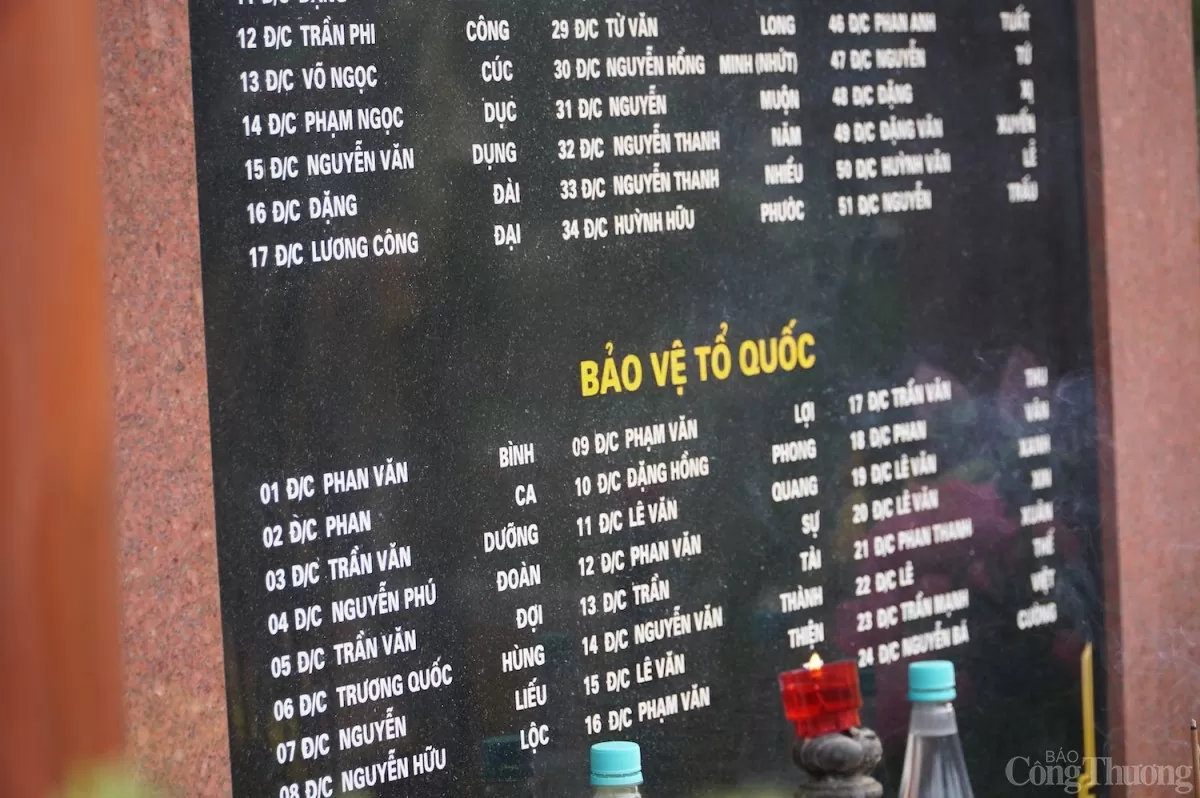 11 Đ/C ĐẶNG
12 Đ/C TRẦN PHI CÔNG
13 Đ/C VÕ NGỌC CÚC
14 Đ/C PHẠM NGỌC DỤC
15 Đ/C NGUYỄN VĂN DỤNG
16 Đ/C ĐẶNG ĐÀI
17 Đ/C LƯƠNG CÔNG ĐẠI
29 Đ/C TỪ VĂN LONG
30 Đ/C NGUYỄN HỒNG MINH (NHỨT)
31 Đ/C NGUYỄN MUỘN
32 Đ/C NGUYỄN THANH NĂM
33 Đ/C NGUYỄN THANH NHIỀU
34 Đ/C HUỲNH HỮU PHƯỚC
46 Đ/C PHAN ANH TUẤT
47 Đ/C NGUYỄN TỨ
48 Đ/C ĐẶNG XỊ
49 Đ/C ĐẶNG VĂN XUYẾN
50 Đ/C HUỲNH VĂN LỄ
51 Đ/C NGUYỄN TRẤU
BẢO VỆ TỔ QUỐC
01 Đ/C PHAN VĂN BÌNH
02 Đ/C PHAN CA
03 Đ/C TRẦN VĂN DƯỠNG
04 Đ/C NGUYỄN PHÚ ĐOÀN
05 Đ/C TRẦN VĂN ĐỢI
06 Đ/C TRƯƠNG QUỐC HÙNG
07 Đ/C NGUYỄN LIẾU
08 Đ/C NGUYỄN HỮU LỘC
09 Đ/C PHẠM VĂN LỢI
10 Đ/C ĐẶNG HỒNG PHONG
11 Đ/C LÊ VĂN QUANG
12 Đ/C PHAN VĂN SỰ
13 Đ/C TRẦN TÀI
14 Đ/C NGUYỄN VĂN THÀNH
15 Đ/C LÊ VĂN THIỆN
16 Đ/C PHẠM VĂN
17 Đ/C TRẦN VĂN THU
18 Đ/C PHAN VÂN
19 Đ/C LÊ VĂN XANH
20 Đ/C LÊ VĂN XIN
21 Đ/C PHAN THANH XUÂN
22 Đ/C LÊ THẾ
23 Đ/C TRẦN MẠNH VIỆT
24 Đ/C NGUYỄN BÁ CƯỜNG
BÁO
Công Thương